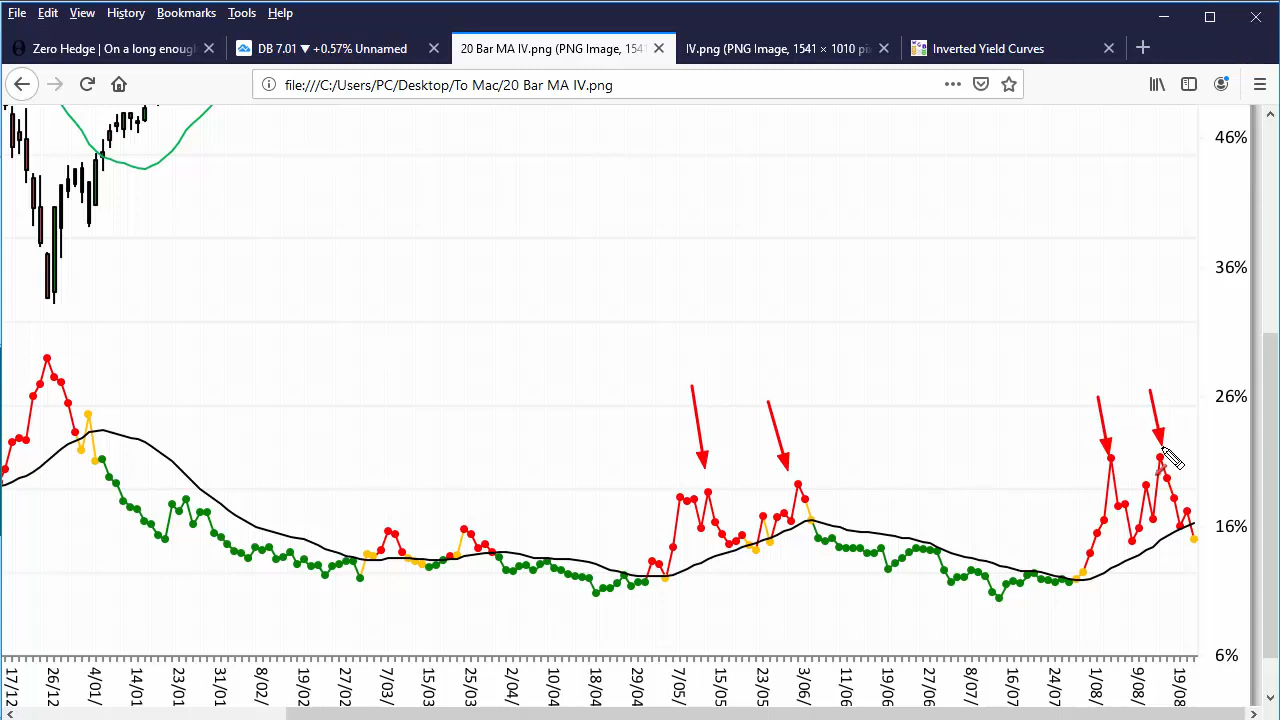 File Edit View History Bookmarks Tools Help
Zero Hedge | On a long enoug
DB 7.01 ▼ +0.57% Unnamed
20 Bar MA IV.png (PNG Image, 1541
IV.png (PNG Image, 1541 × 1010 pi
Inverted Yield Curves
file:///C:/Users/PC/Desktop/To Mac/20 Bar MA IV.png
46%
36%
26%
16%
6%
17/12 26/12 4/01/ 14/01 23/01 31/01 8/02/ 19/02 27/02 7/03/ 15/03 25/03 2/04/ 10/04 18/04 29/04 7/05/ 15/05 23/05 3/06/ 11/06 19/06 27/06 8/07/ 16/07 24/07 1/08/ 9/08/ 19/08